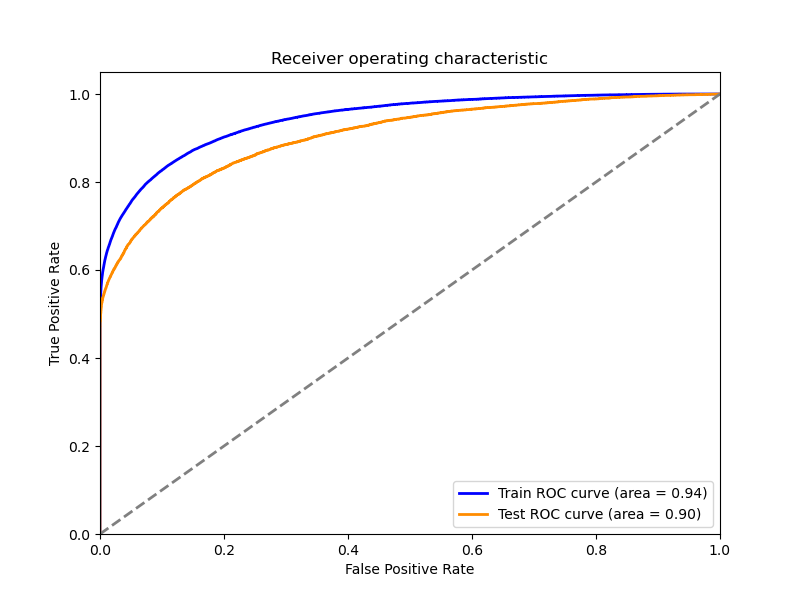 Receiver operating characteristic
True Positive Rate
1.0
0.8
0.6
0.4
0.2
0.0
Train ROC curve (area = 0.94)
Test ROC curve (area = 0.90)
0.0 0.2 0.4 0.6 0.8 1.0
False Positive Rate